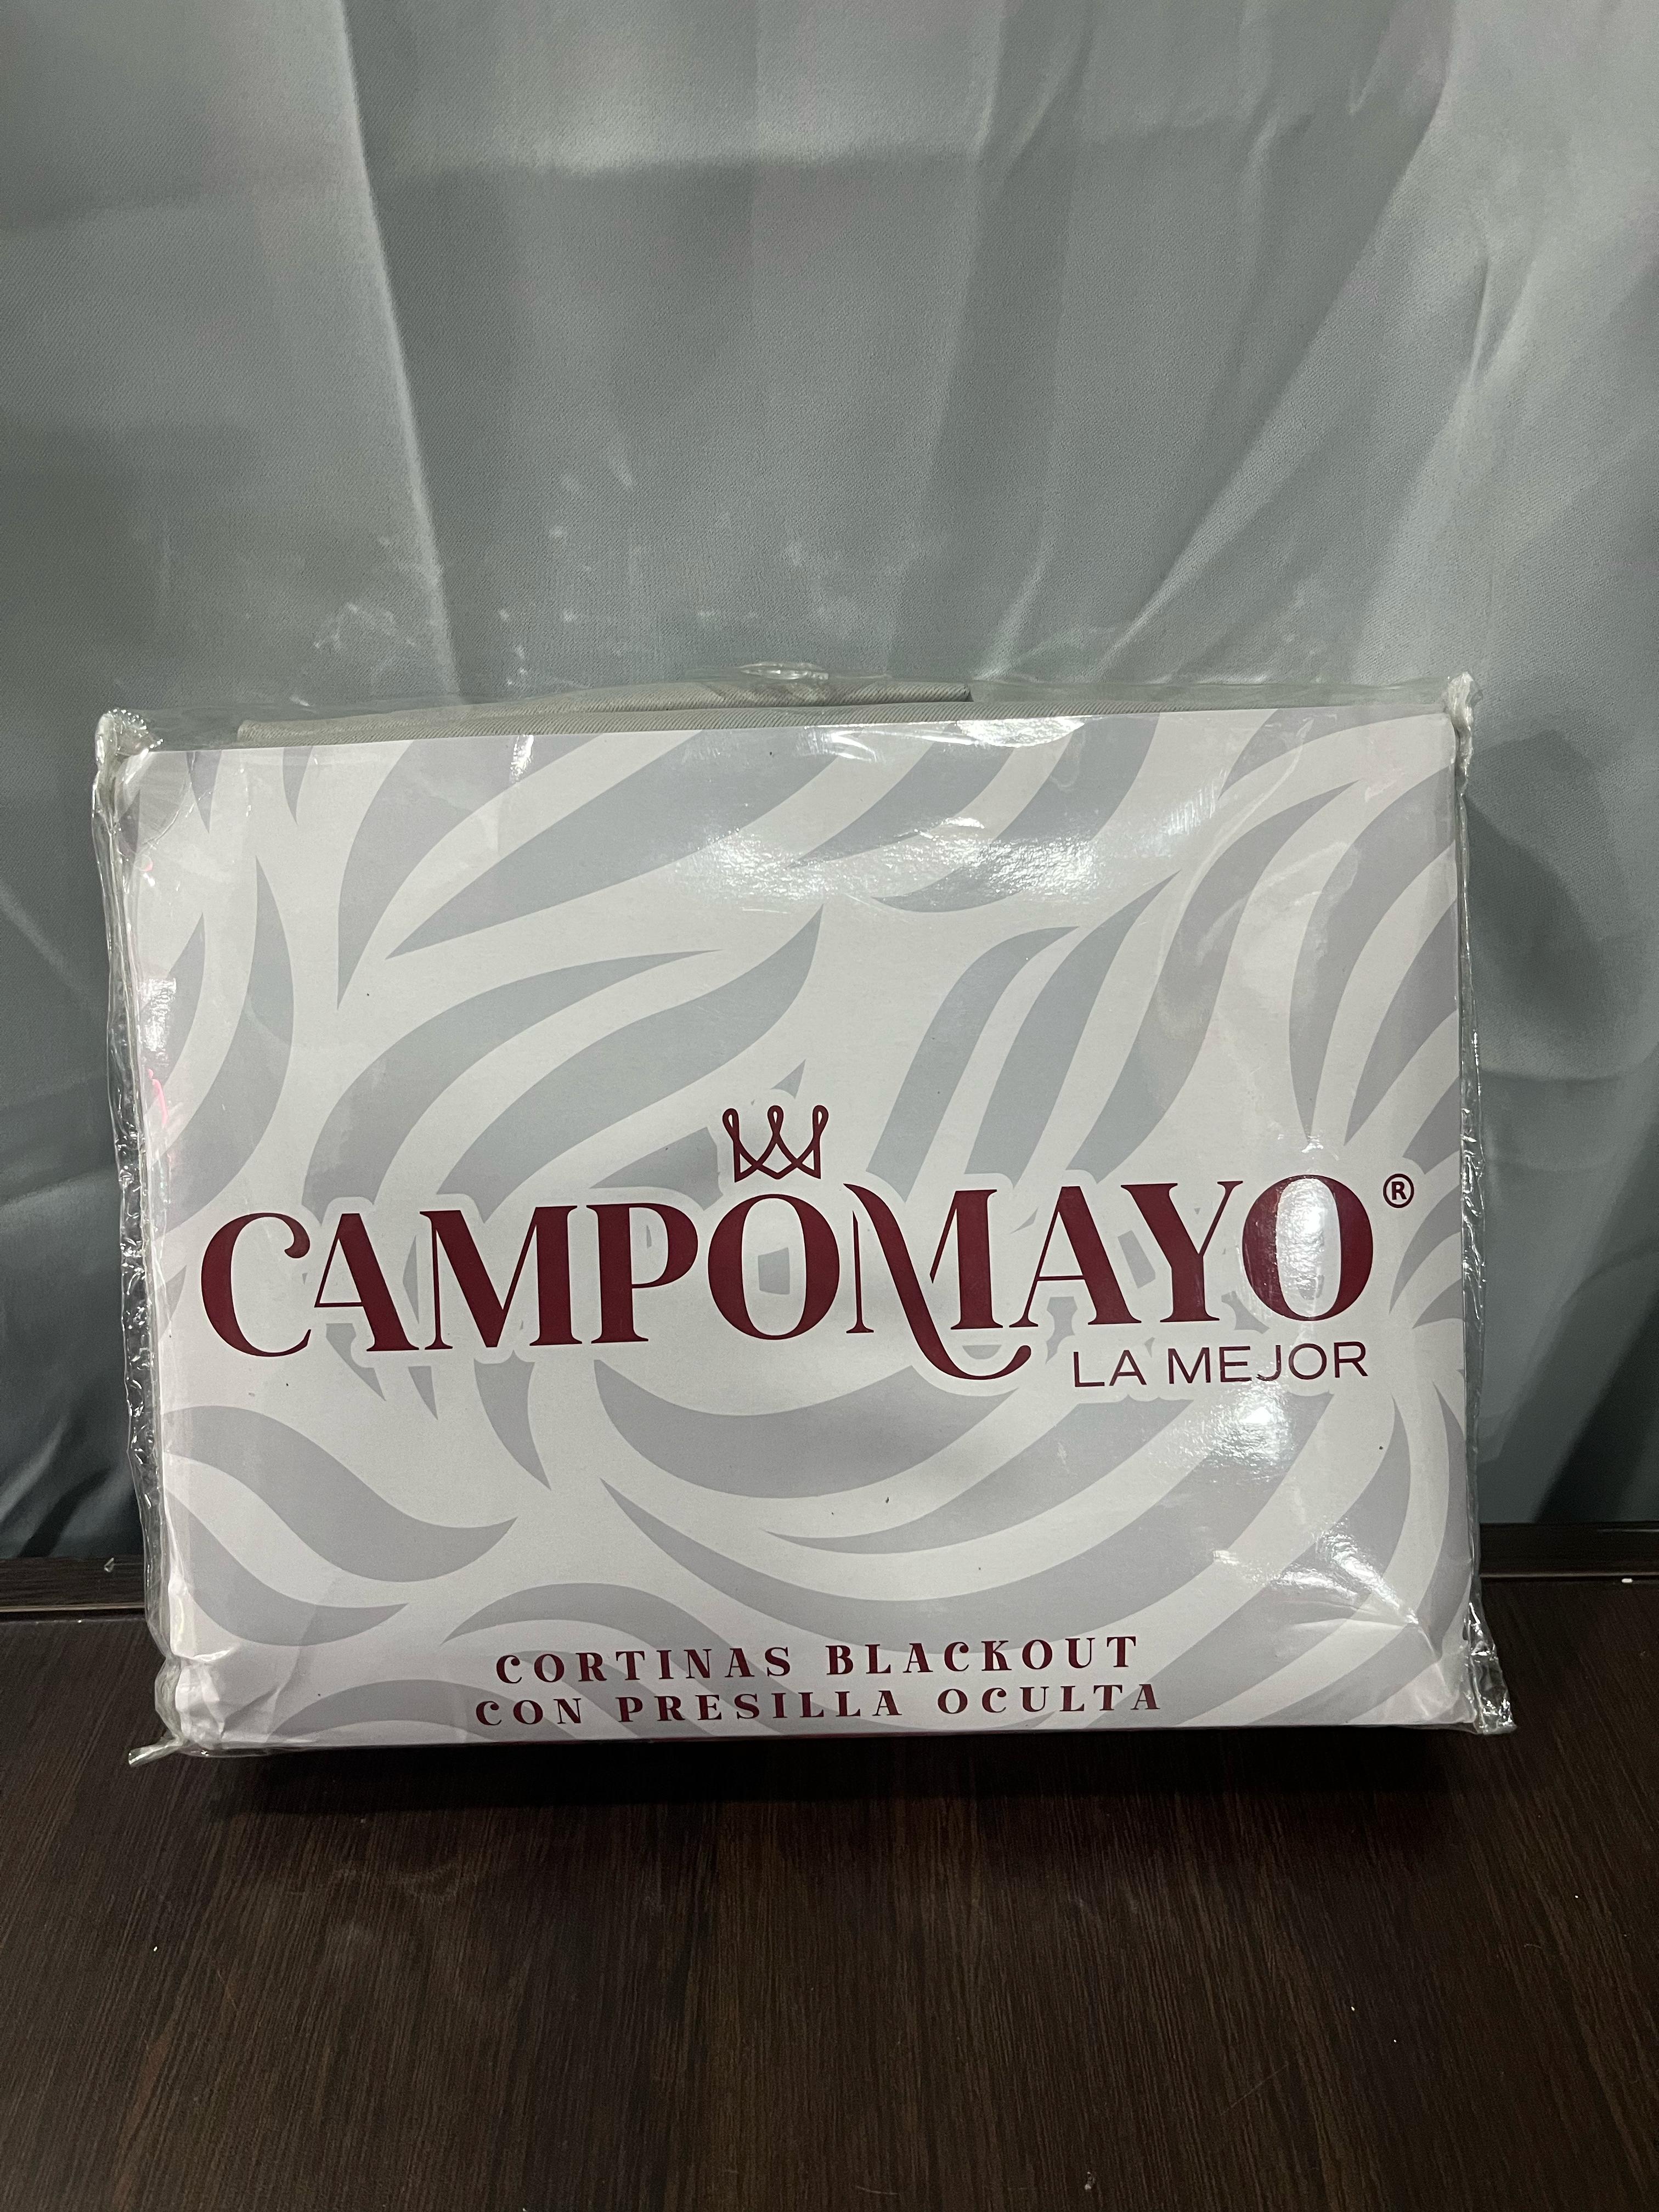 CAMPOMAYO®
LA MEJOR
CORTINAS BLACKOUT
CON PRESILLA OCULTA